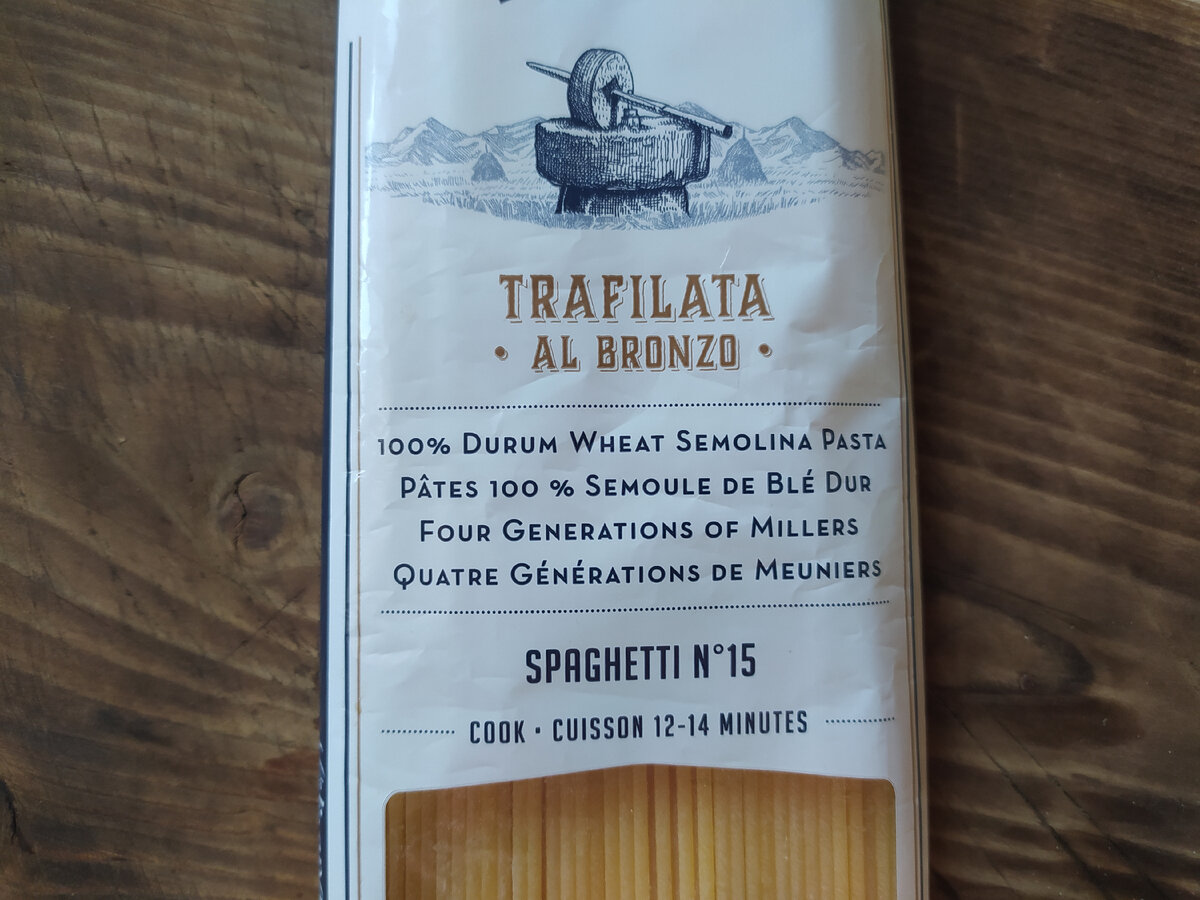 TRAFILATA
• AL BRONZO •
100% DURUM WHEAT SEMOLINA PASTA
PÂTES 100 % SEMOULE DE BLÉ DUR
FOUR GENERATIONS OF MILLERS
QUATRE GÉNÉRATIONS DE MEUNIERS
SPAGHETTI N°15
COOK • CUISSON 12-14 MINUTES